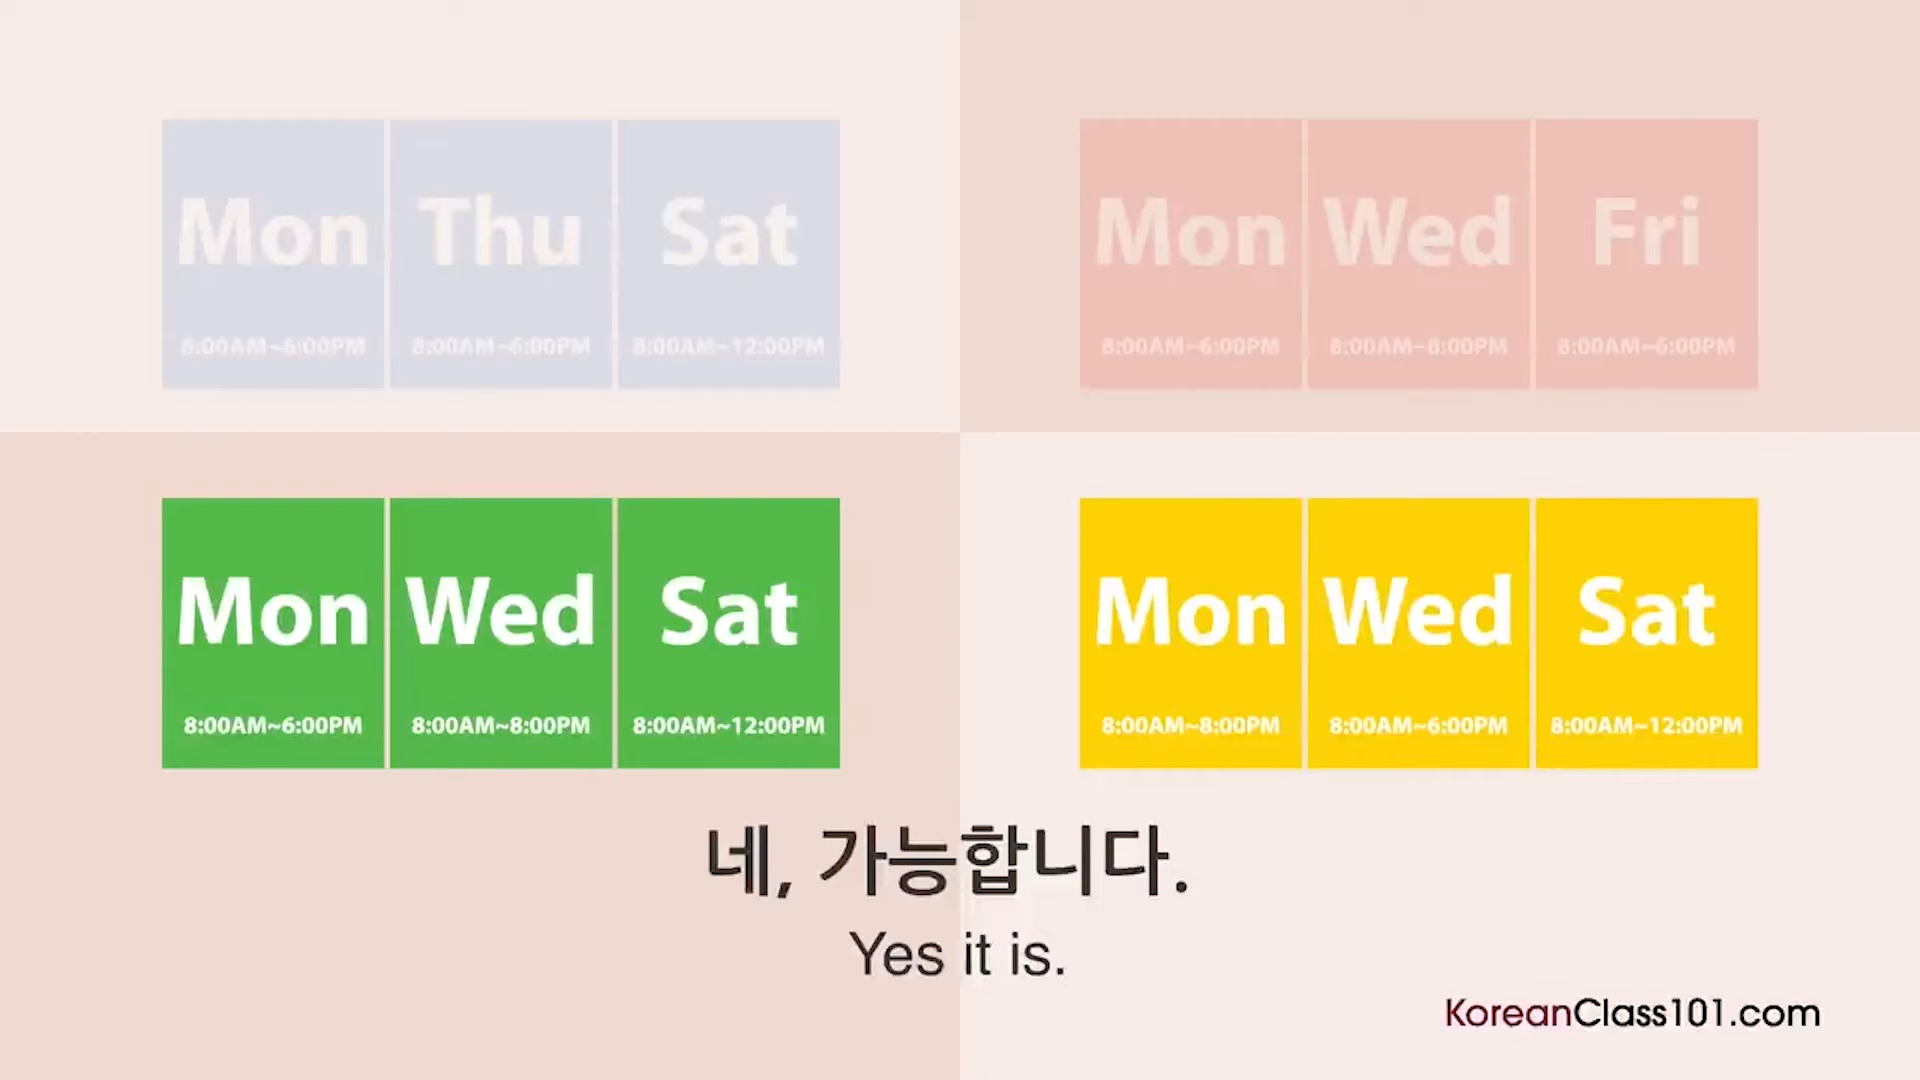 Mon Thu Sat
8:00AM~6:00PM 8:00AM~6:00PM 8:00AM~12:00PM
Mon Wed Fri
8:00AM~6:00PM 8:00AM~8:00PM 8:00AM~6:00PM
Mon Wed Sat
8:00AM~6:00PM 8:00AM~8:00PM 8:00AM~12:00PM
Mon Wed Sat
8:00AM~8:00PM 8:00AM~6:00PM 8:00AM~12:00PM
네, 가능합니다.
Yes it is.
KoreanClass101.com